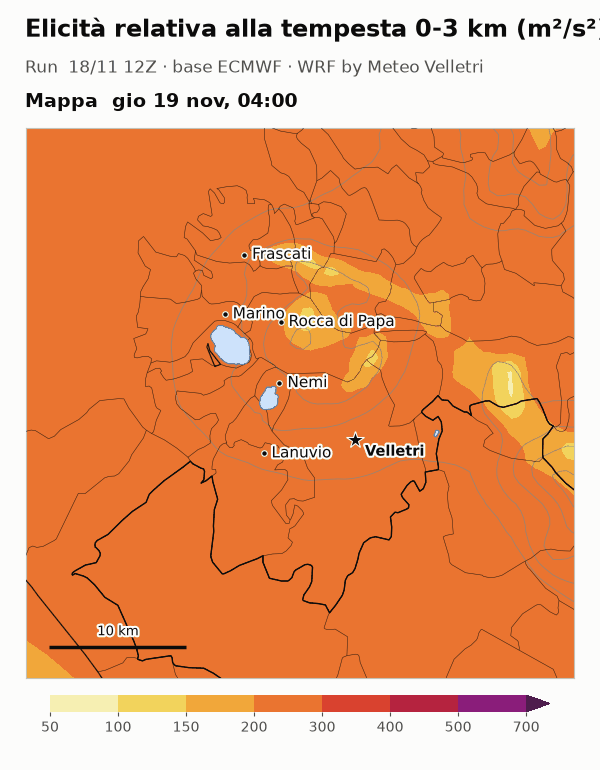 Elicità relativa alla tempesta 0-3 km (m²/s²)
Run  18/11 12Z · base ECMWF · WRF by Meteo Velletri
Mappa  gio 19 nov, 04:00
Frascati
Marino
Rocca di Papa
Nemi
Velletri
Lanuvio
10 km
50 100 150 200 300 400 500 700